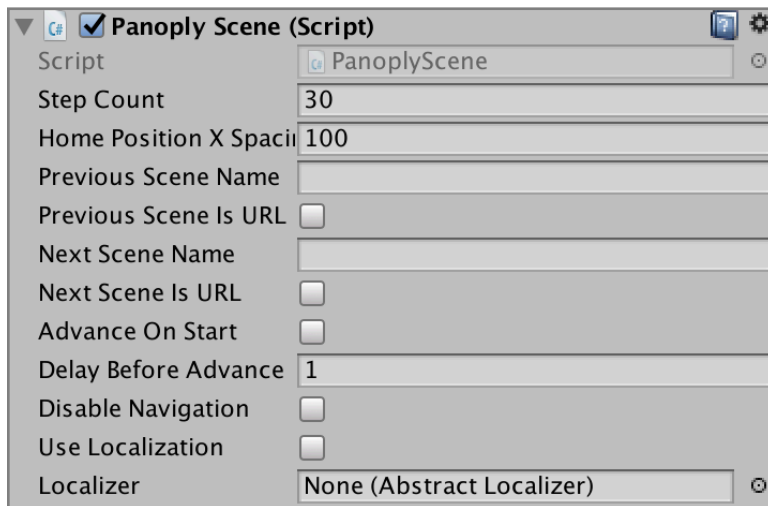 Panoply Scene (Script)
Script PanoplyScene
Step Count 30
Home Position X Spacin 100
Previous Scene Name
Previous Scene Is URL
Next Scene Name
Next Scene Is URL
Advance On Start
Delay Before Advance 1
Disable Navigation
Use Localization
Localizer None (Abstract Localizer)